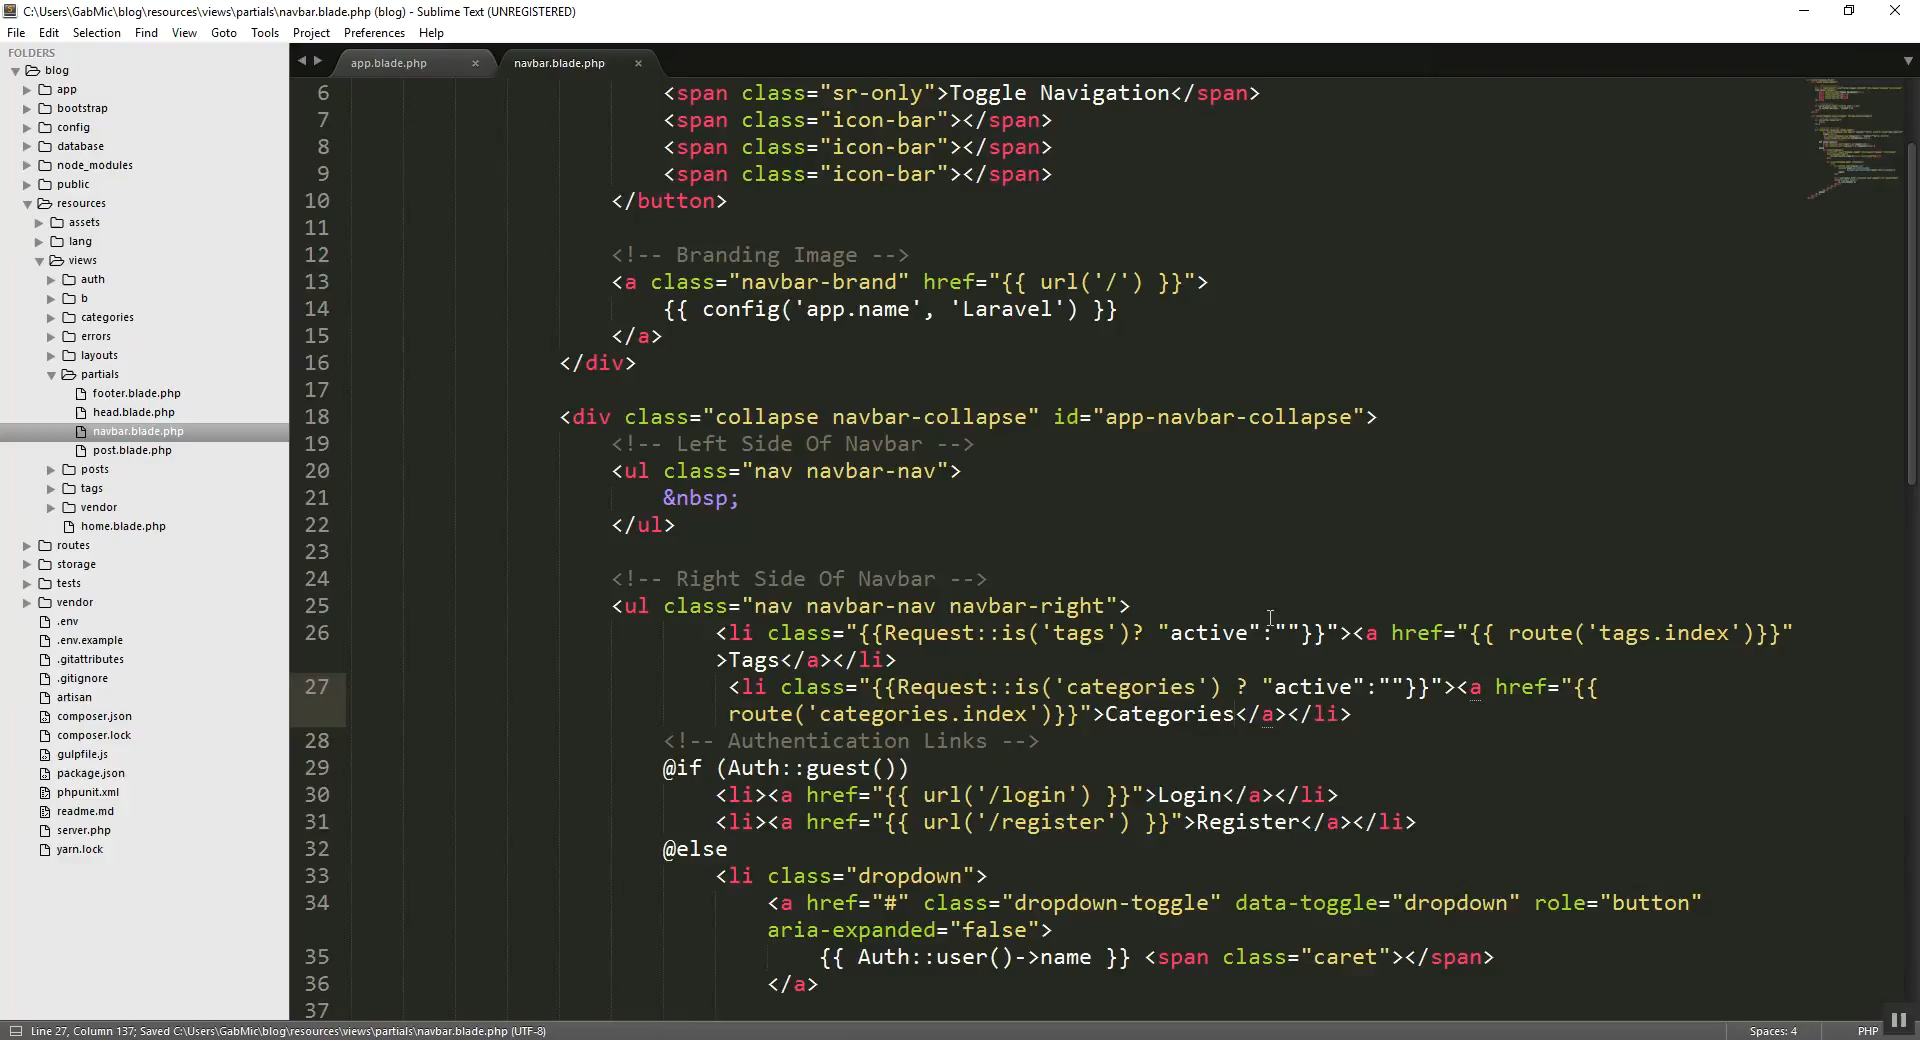 C:\Users\GabMic\blog\resources\views\partials\navbar.blade.php (blog) - Sublime Text (UNREGISTERED)
File Edit Selection Find View Goto Tools Project Preferences Help
FOLDERS
blog
app
bootstrap
config
database
node_modules
public
resources
assets
lang
views
auth
b
categories
errors
layouts
partials
footer.blade.php
head.blade.php
navbar.blade.php
post.blade.php
posts
tags
vendor
home.blade.php
routes
storage
tests
vendor
.env
.env.example
.gitattributes
.gitignore
artisan
composer.json
composer.lock
gulpfile.js
package.json
phpunit.xml
readme.md
server.php
yarn.lock
app.blade.php navbar.blade.php
6 <span class="sr-only">Toggle Navigation</span>
7 <span class="icon-bar"></span>
8 <span class="icon-bar"></span>
9 <span class="icon-bar"></span>
10 </button>
11
12 <!-- Branding Image -->
13 <a class="navbar-brand" href="{{ url('/') }}">
14 {{ config('app.name', 'Laravel') }}
15 </a>
16 </div>
17
18 <div class="collapse navbar-collapse" id="app-navbar-collapse">
19 <!-- Left Side Of Navbar -->
20 <ul class="nav navbar-nav">
21 &nbsp;
22 </ul>
23
24 <!-- Right Side Of Navbar -->
25 <ul class="nav navbar-nav navbar-right">
26 <li class="{{Request::is('tags')? "active":""}}"><a href="{{ route('tags.index')}}"
>Tags</a></li>
27 <li class="{{Request::is('categories') ? "active":""}}"><a href="{{
route('categories.index')}}">Categories</a></li>
28 <!-- Authentication Links -->
29 @if (Auth::guest())
30 <li><a href="{{ url('/login') }}">Login</a></li>
31 <li><a href="{{ url('/register') }}">Register</a></li>
32 @else
33 <li class="dropdown">
34 <a href="#" class="dropdown-toggle" data-toggle="dropdown" role="button"
aria-expanded="false">
35 {{ Auth::user()->name }} <span class="caret"></span>
36 </a>
37
Line 27, Column 137; Saved C:\Users\GabMic\blog\resources\views\partials\navbar.blade.php (UTF-8)
Spaces: 4 PHP